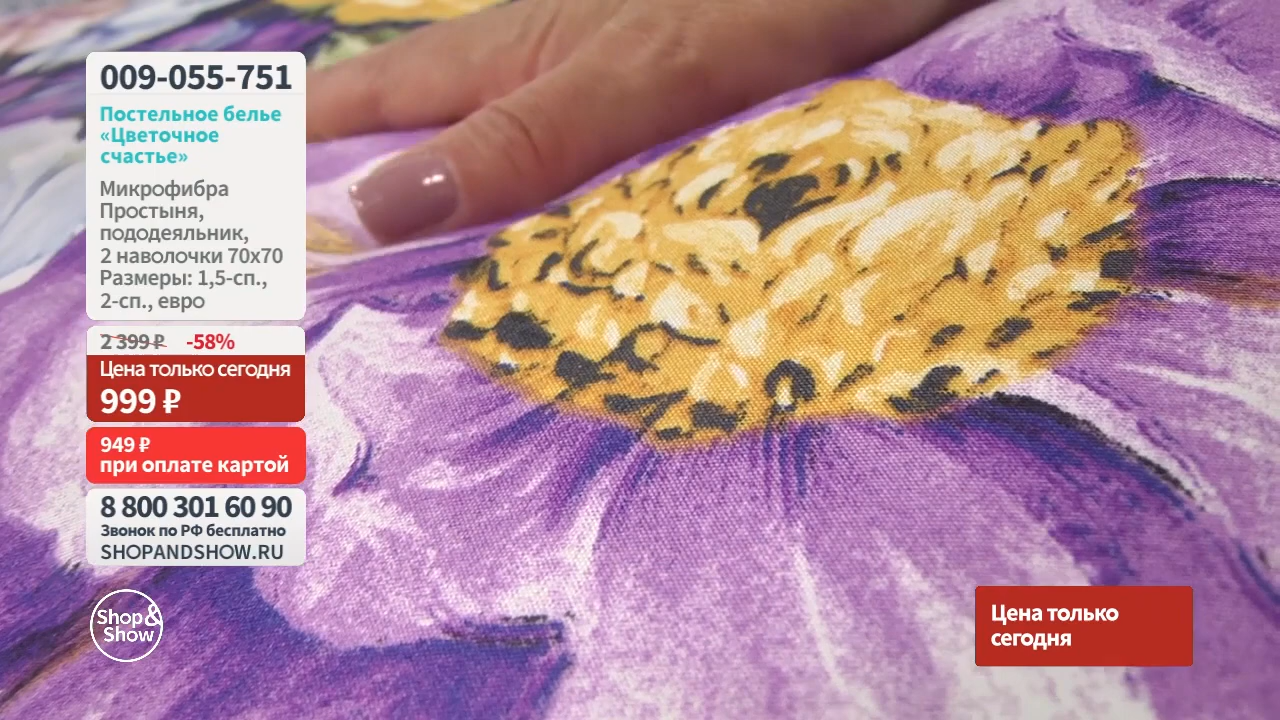 009-055-751
Постельное белье
«Цветочное
счастье»
Микрофибра
Простыня,
пододеяльник,
2 наволочки 70х70
Размеры: 1,5-сп.,
2-сп., евро
2 399 ₽ -58%
Цена только сегодня
999 ₽
949 ₽
при оплате картой
8 800 301 60 90
Звонок по РФ бесплатно
SHOPANDSHOW.RU
Shop&
Show
Цена только
сегодня